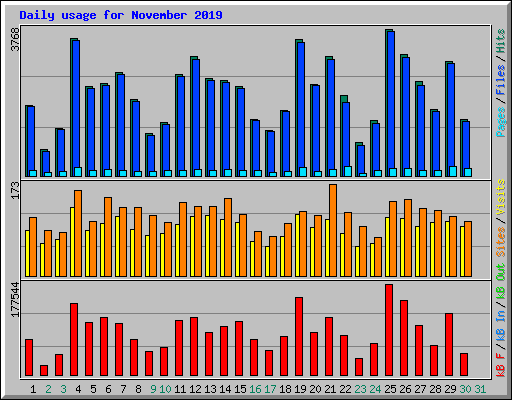 Daily usage for November 2019
3768
173
177544
Pages / Files / Hits
Sites / Visits
kB F / kB In / kB Out
1 2 3 4 5 6 7 8 9 10 11 12 13 14 15 16 17 18 19 20 21 22 23 24 25 26 27 28 29 30 31